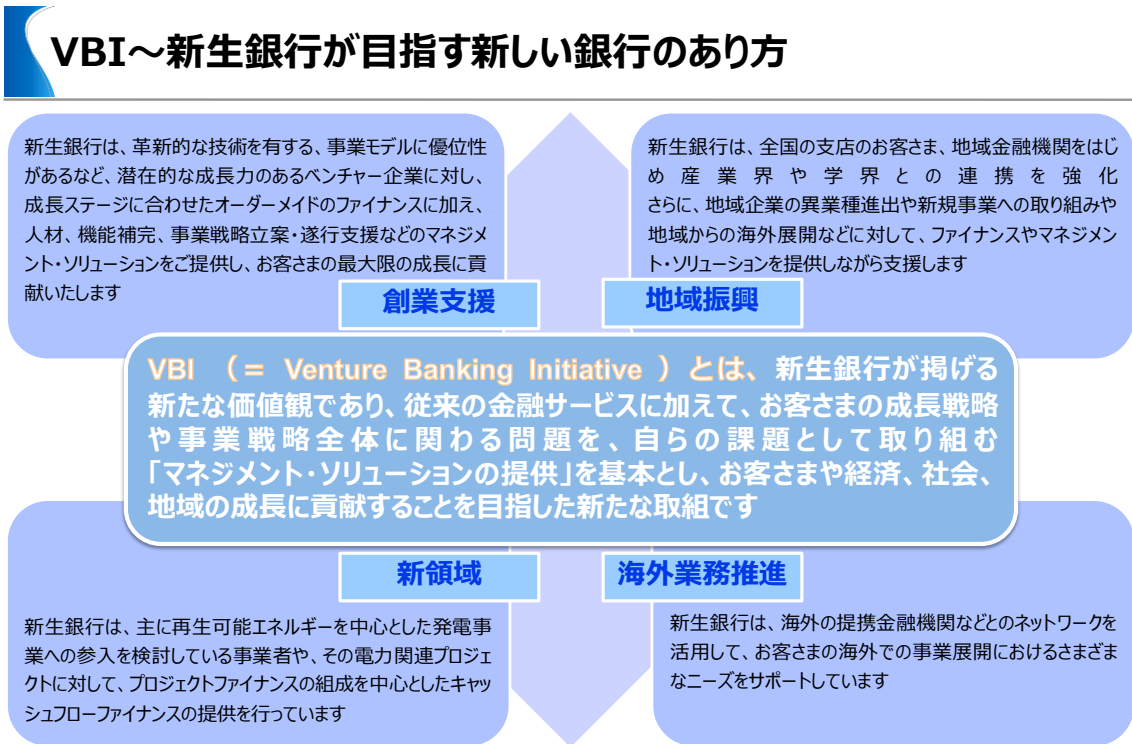 VBI～新生銀行が目指す新しい銀行のあり方
新生銀行は、革新的な技術を有する、事業モデルに優位性
があるなど、潜在的な成長力のあるベンチャー企業に対し、
成長ステージに合わせたオーダーメイドのファイナンスに加え、
人材、機能補完、事業戦略立案・遂行支援などのマネジメ
ント・ソリューションをご提供し、お客さまの最大限の成長に貢
献いたします
創業支援
新生銀行は、全国の支店のお客さま、地域金融機関をはじ
め産業界や学界との連携を強化
さらに、地域企業の異業種進出や新規事業への取り組みや
地域からの海外展開などに対して、ファイナンスやマネジメン
ト・ソリューションを提供しながら支援します
地域振興
VBI （＝ Venture Banking Initiative ）とは、新生銀行が掲げる
新たな価値観であり、従来の金融サービスに加えて、お客さまの成長戦略
や事業戦略全体に関わる問題を、自らの課題として取り組む
「マネジメント・ソリューションの提供」を基本とし、お客さまや経済、社会、
地域の成長に貢献することを目指した新たな取組です
新領域
新生銀行は、主に再生可能エネルギーを中心とした発電事
業への参入を検討している事業者や、その電力関連プロジェ
クトに対して、プロジェクトファイナンスの組成を中心としたキャッ
シュフローファイナンスの提供を行っています
海外業務推進
新生銀行は、海外の提携金融機関などとのネットワークを
活用して、お客さまの海外での事業展開におけるさまざま
なニーズをサポートしています